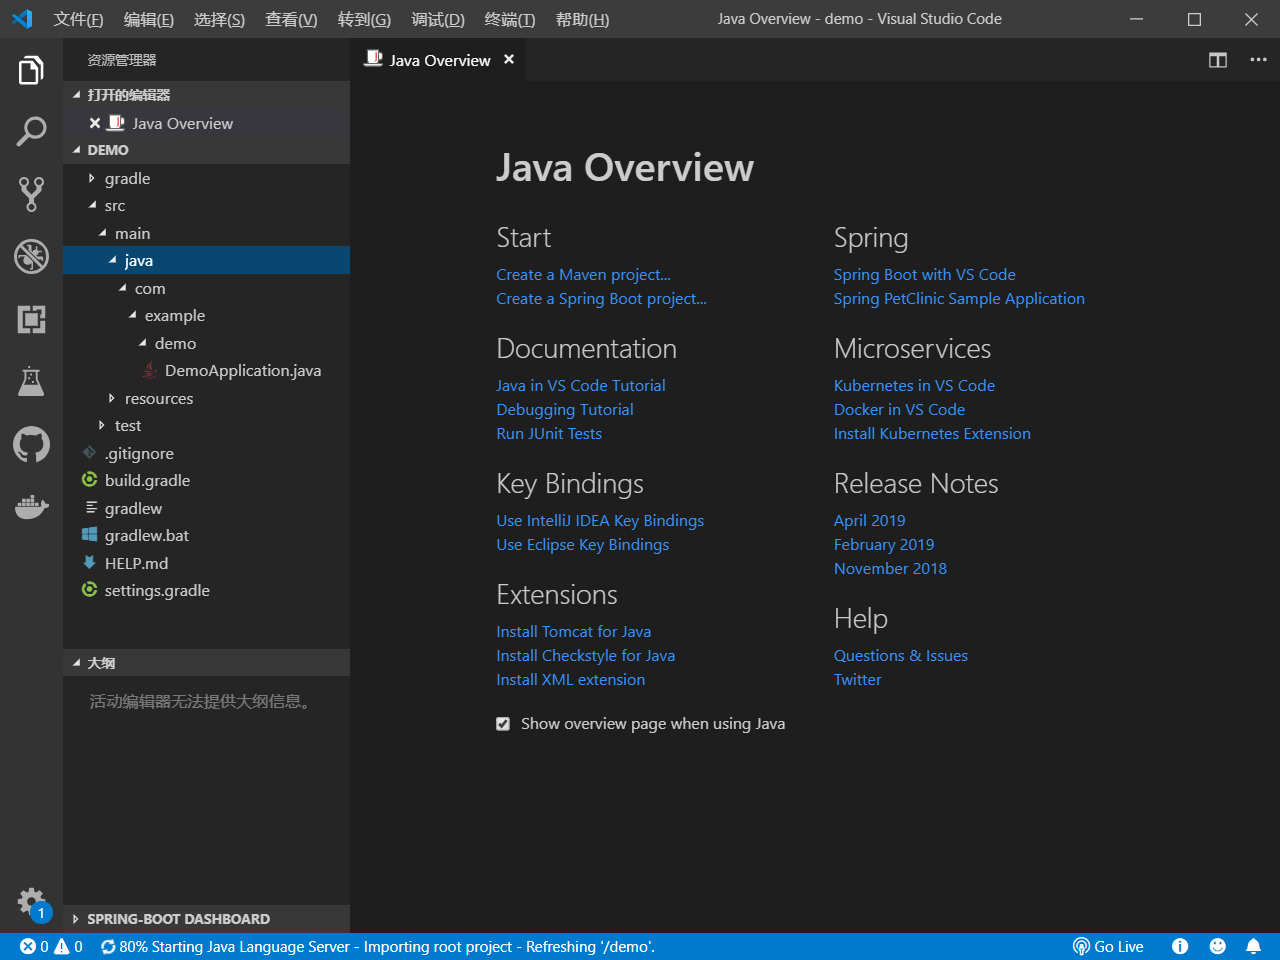 文件(F) 编辑(E) 选择(S) 查看(V) 转到(G) 调试(D) 终端(T) 帮助(H) Java Overview - demo - Visual Studio Code
资源管理器
打开的编辑器
Java Overview
DEMO
gradle
src
main
java
com
example
demo
DemoApplication.java
resources
test
.gitignore
build.gradle
gradlew
gradlew.bat
HELP.md
settings.gradle
大纲
活动编辑器无法提供大纲信息。
SPRING-BOOT DASHBOARD
1
Java Overview
Java Overview
Start
Create a Maven project...
Create a Spring Boot project...
Documentation
Java in VS Code Tutorial
Debugging Tutorial
Run JUnit Tests
Key Bindings
Use IntelliJ IDEA Key Bindings
Use Eclipse Key Bindings
Extensions
Install Tomcat for Java
Install Checkstyle for Java
Install XML extension
Spring
Spring Boot with VS Code
Spring PetClinic Sample Application
Microservices
Kubernetes in VS Code
Docker in VS Code
Install Kubernetes Extension
Release Notes
April 2019
February 2019
November 2018
Help
Questions & Issues
Twitter
Show overview page when using Java
0 0 80% Starting Java Language Server - Importing root project - Refreshing '/demo'. Go Live